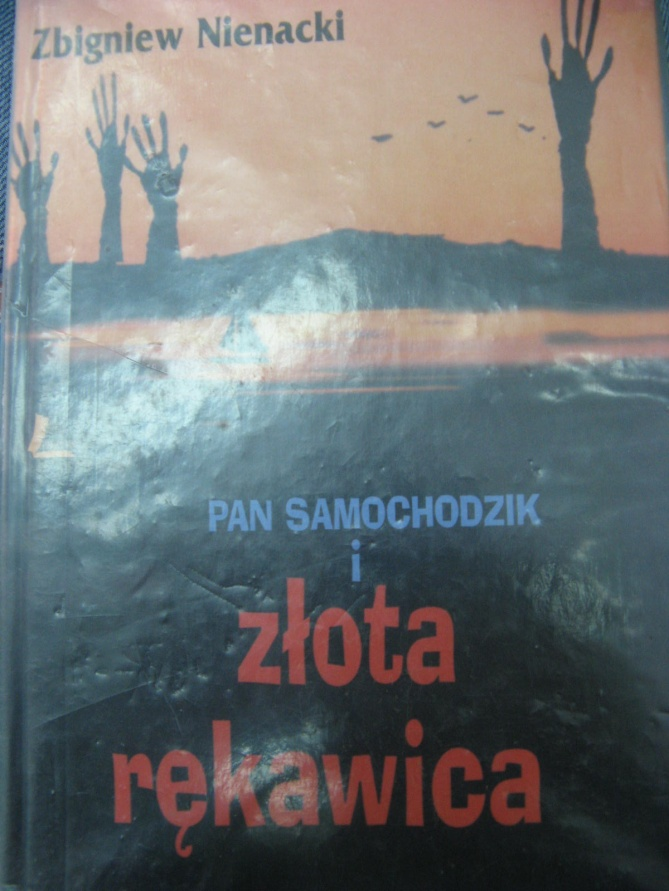 Zbigniew Nienacki
PAN SAMOCHODZIK
i
złota
rękawica